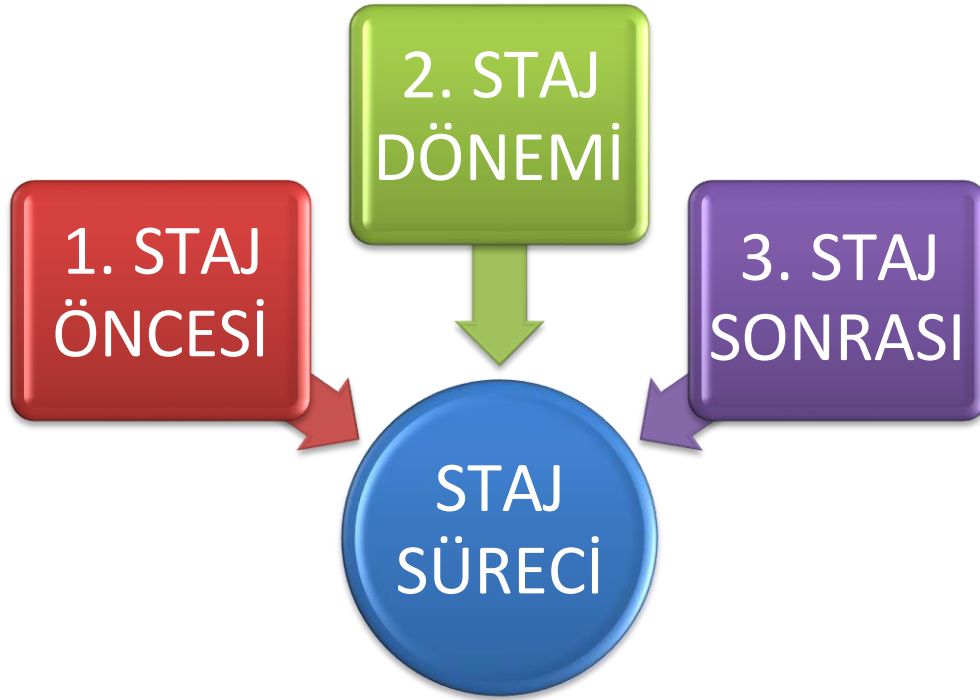 1. STAJ
ÖNCESİ
2. STAJ
DÖNEMİ
3. STAJ
SONRASI
STAJ
SÜRECİ